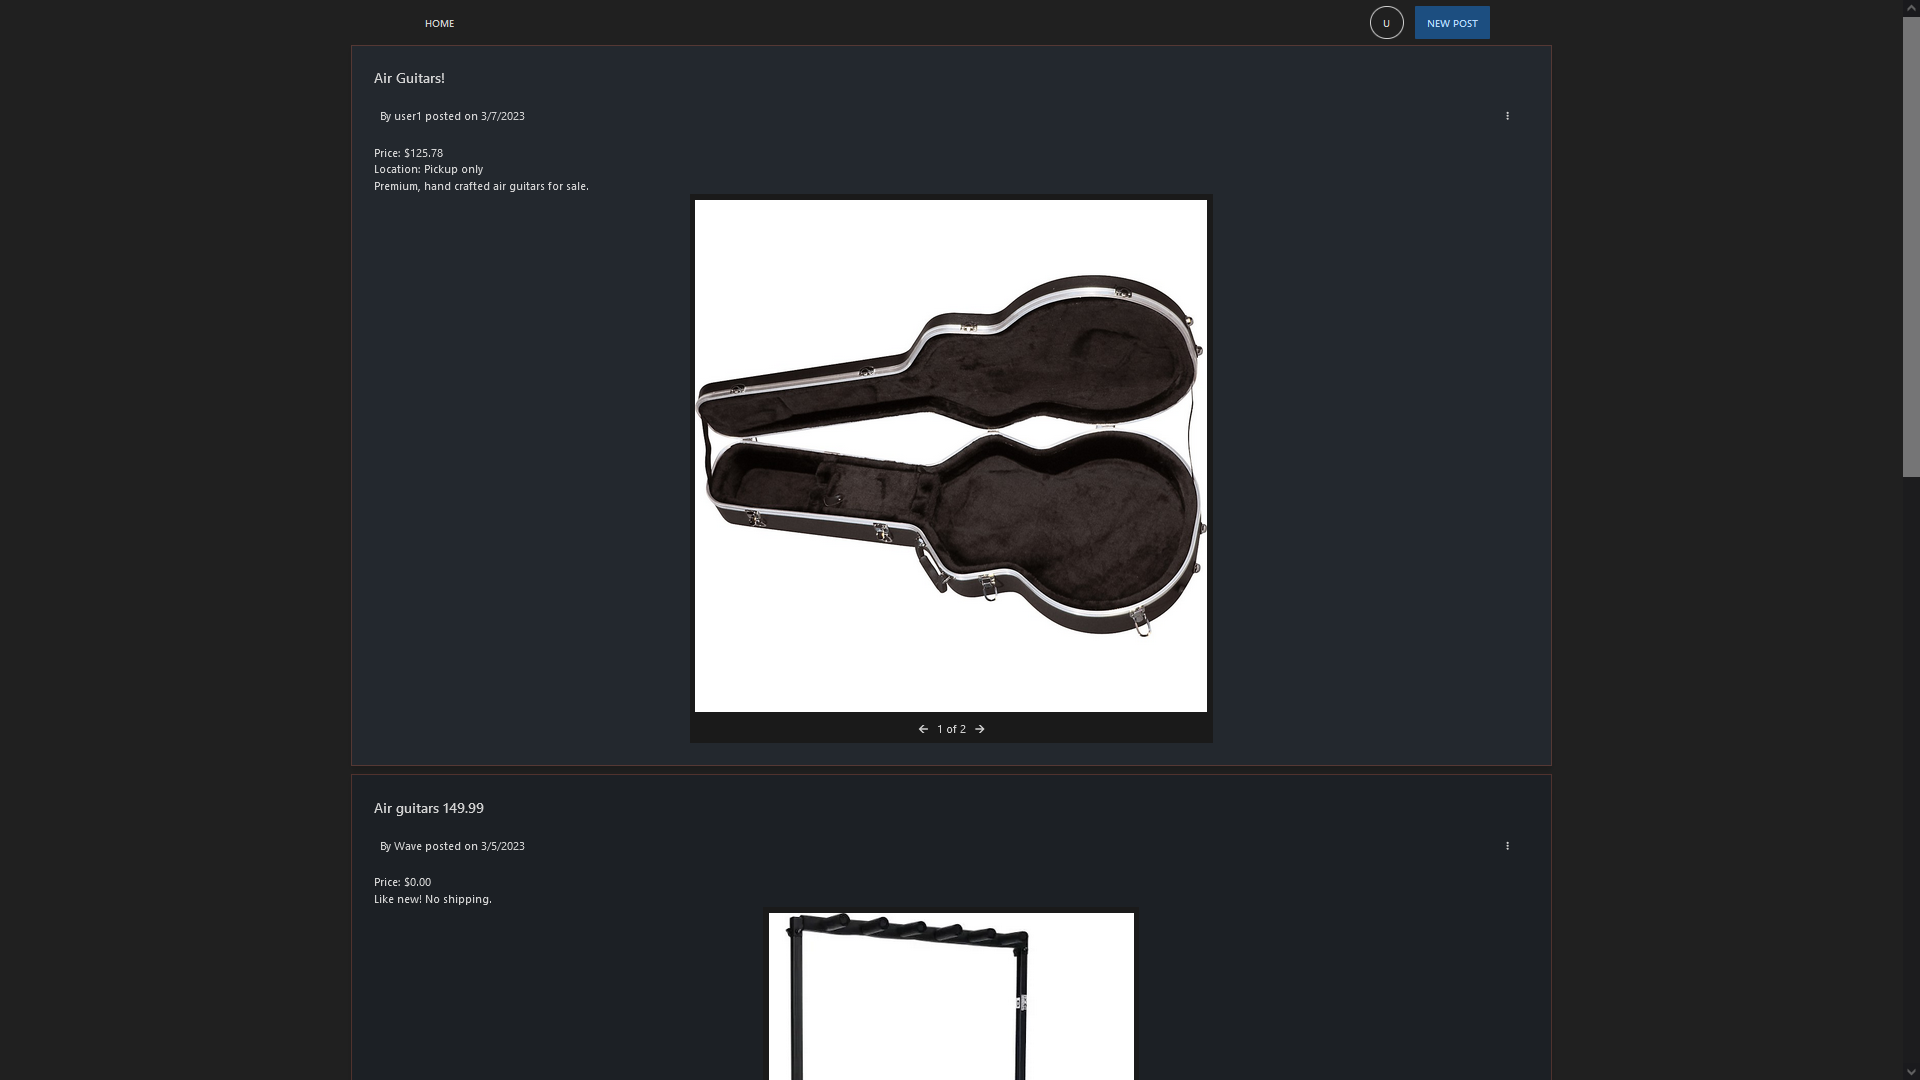 HOME
U
NEW POST
Air Guitars!
By user1 posted on 3/7/2023
Price: $125.78
Location: Pickup only
Premium, hand crafted air guitars for sale.
1 of 2
Air guitars 149.99
By Wave posted on 3/5/2023
Price: $0.00
Like new! No shipping.